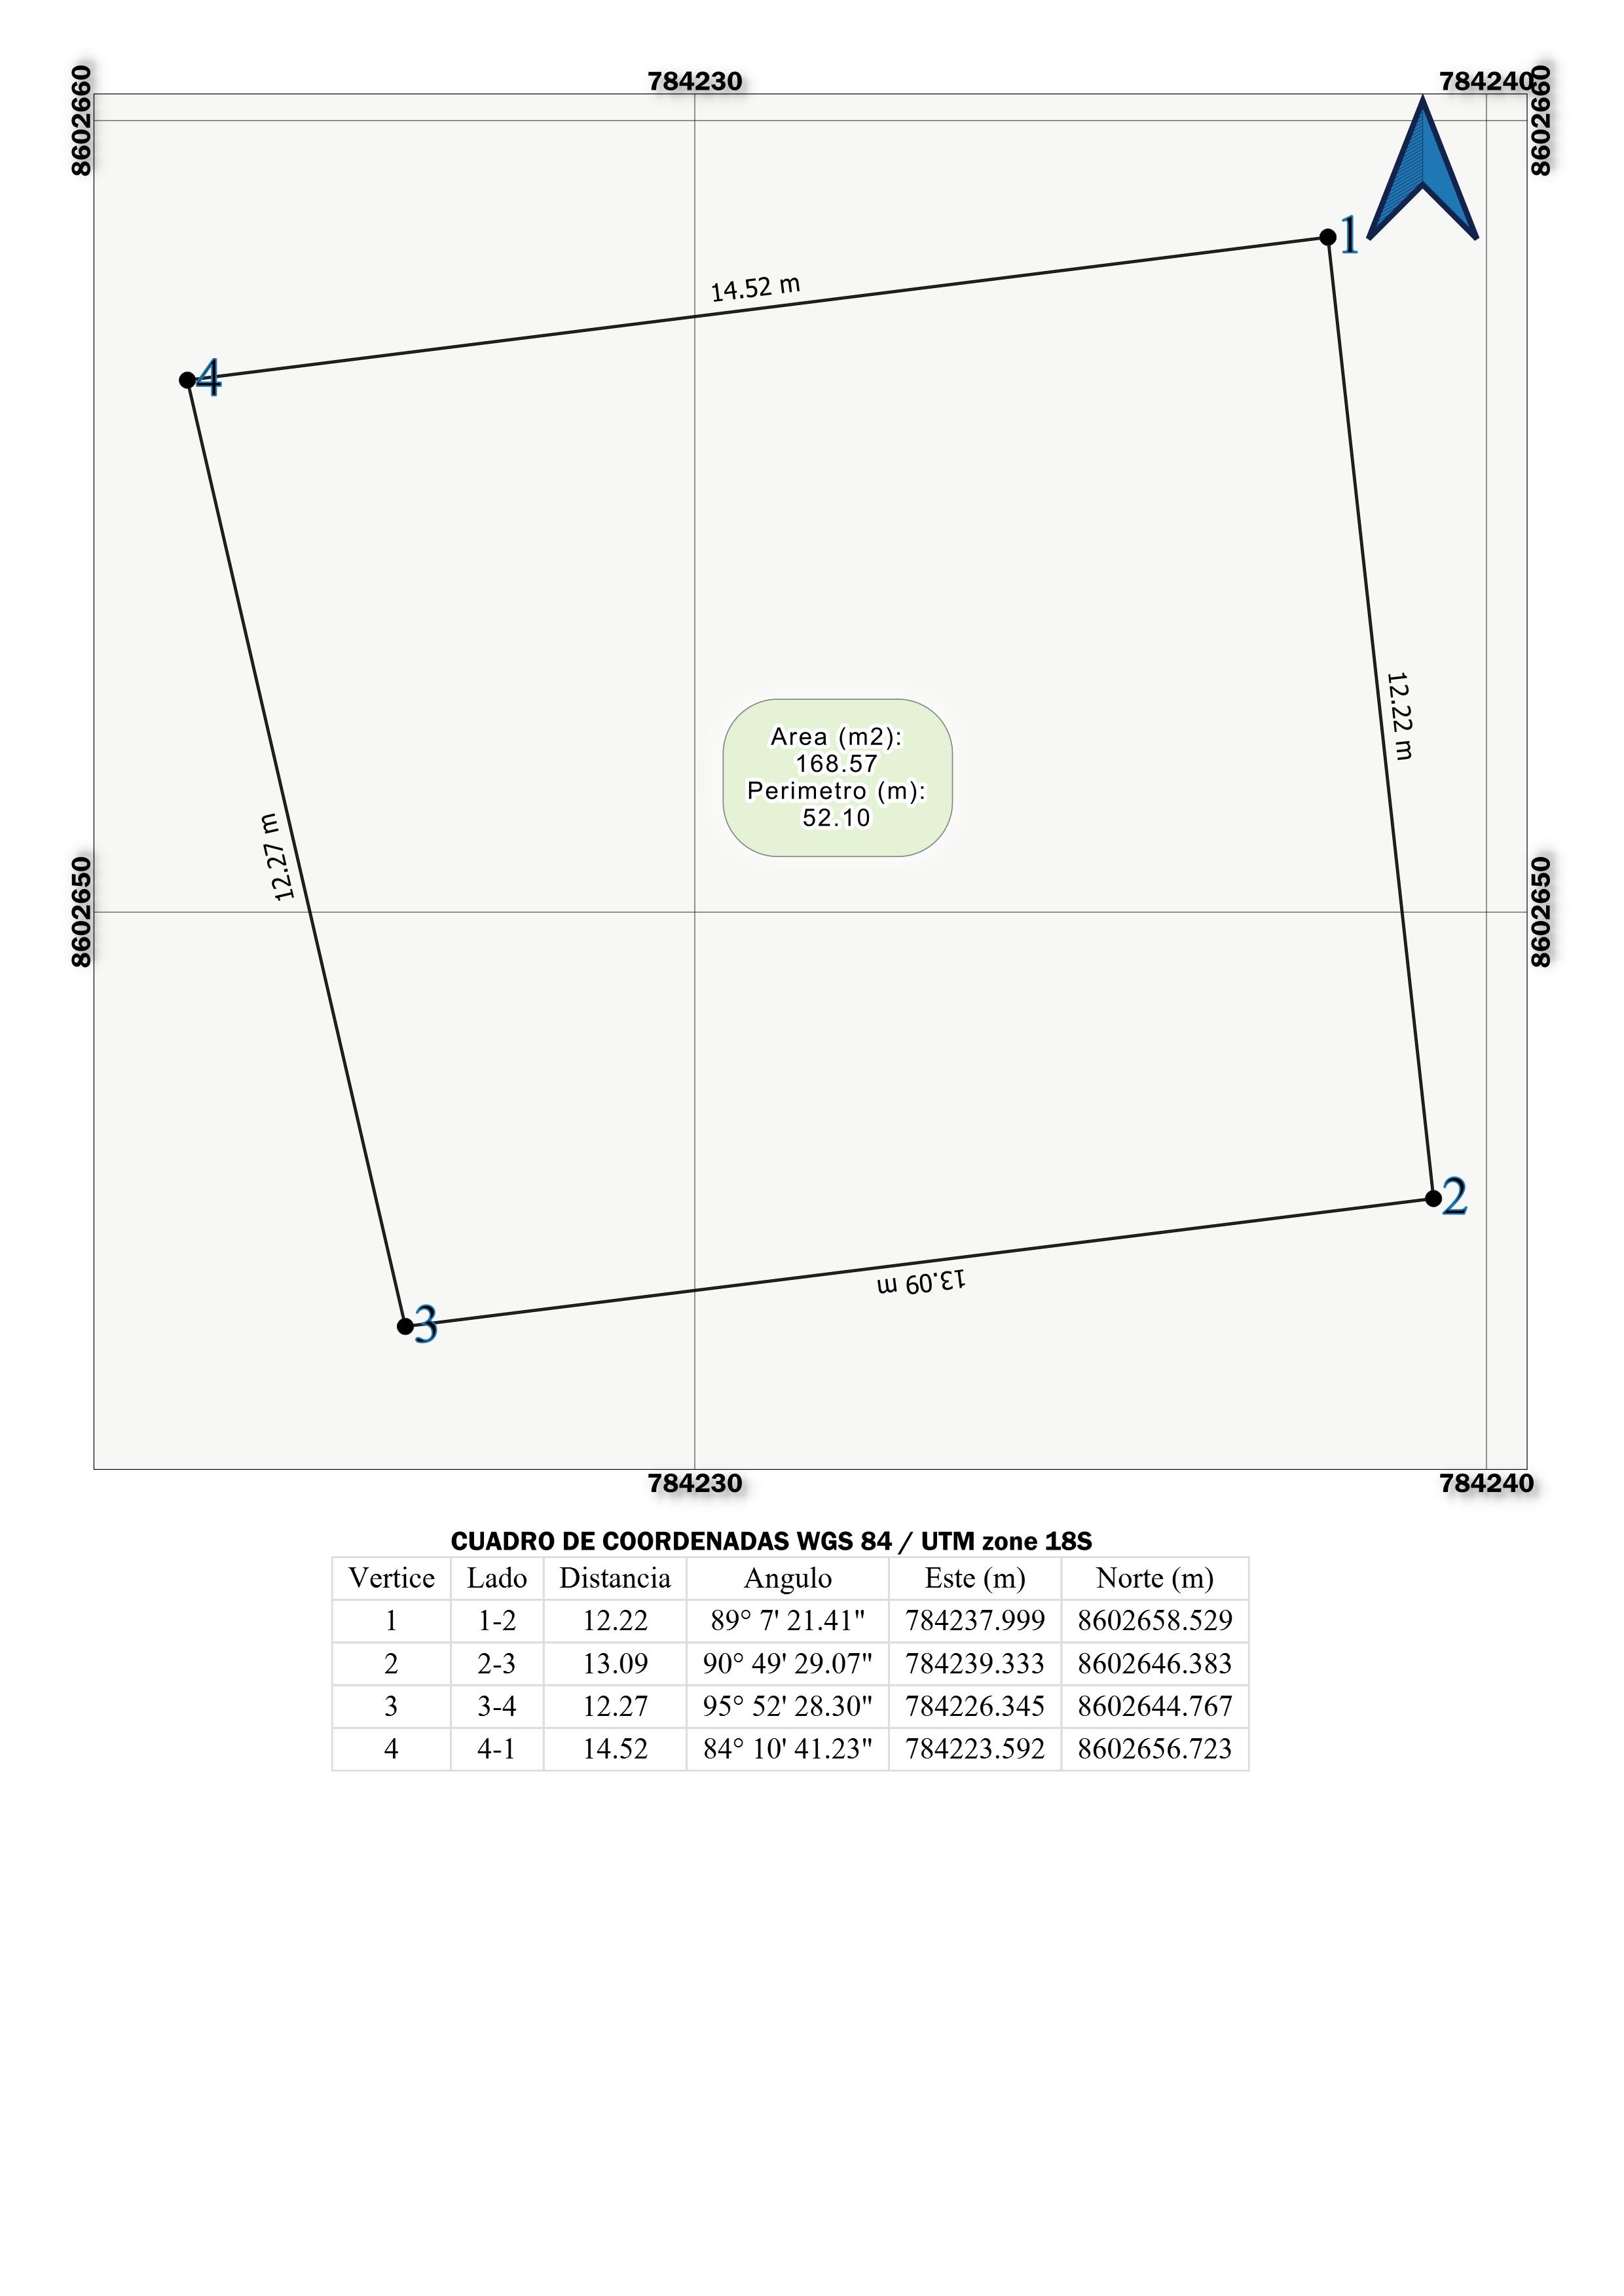 784230
784240
8602660
8602660
1
14.52 m
4
12.22 m
Area (m2):
168.57
Perimetro (m):
52.10
12.27 m
8602650
8602650
2
13.09 m
3
784230
784240
CUADRO DE COORDENADAS WGS 84 / UTM zone 18S
Vertice Lado Distancia Angulo Este (m) Norte (m)
1 1-2 12.22 89° 7' 21.41" 784237.999 8602658.529
2 2-3 13.09 90° 49' 29.07" 784239.333 8602646.383
3 3-4 12.27 95° 52' 28.30" 784226.345 8602644.767
4 4-1 14.52 84° 10' 41.23" 784223.592 8602656.723